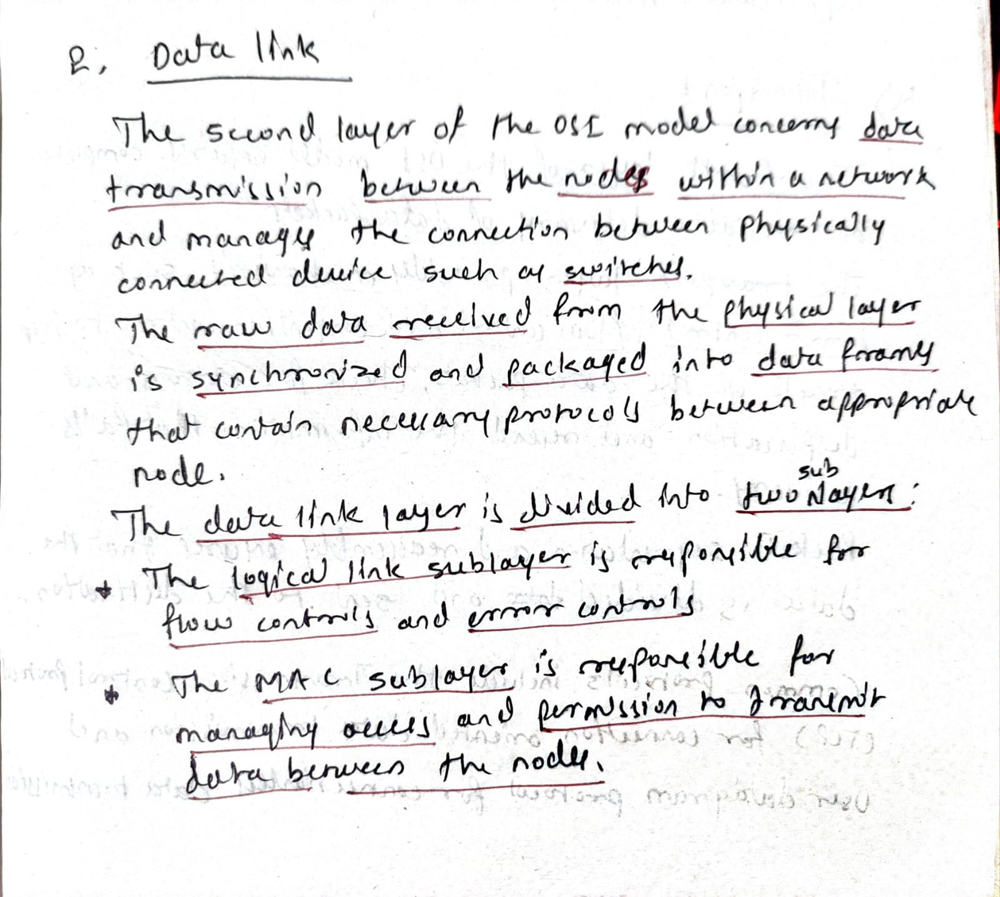 2. Data link
The second layer of the OSI model concerns data
transmission between the nodes within a network
and manages the connection between physically
connected device such as switches.
The raw data received from the physical layer
is synchronized and packaged into data frames
that contain necessary protocols between appropriate
node.
The data link layer is divided into two sub layers:
* The logical link sublayer is responsible for
flow controls and error controls
* The MAC sublayer is responsible for
managing access and permission to transmit
data between the nodes.